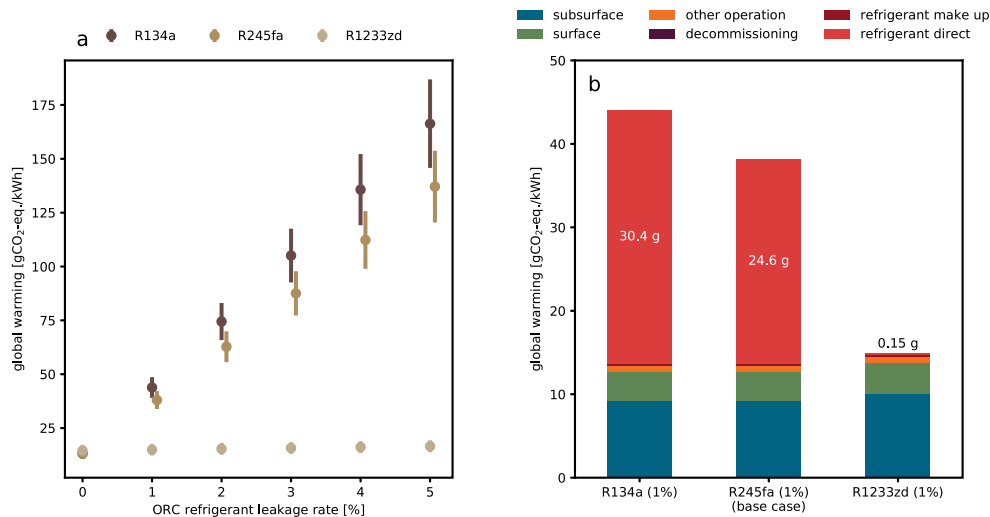 a
R134a R245fa R1233zd
global warming [gCO₂-eq./kWh]
175
150
125
100
75
50
25
0 1 2 3 4 5
ORC refrigerant leakage rate [%]
subsurface other operation refrigerant make up
surface decommissioning refrigerant direct
b
global warming [gCO₂-eq./kWh]
50
40
30
20
10
0
30.4 g
24.6 g
0.15 g
R134a (1%) R245fa (1%) R1233zd (1%)
(base case)